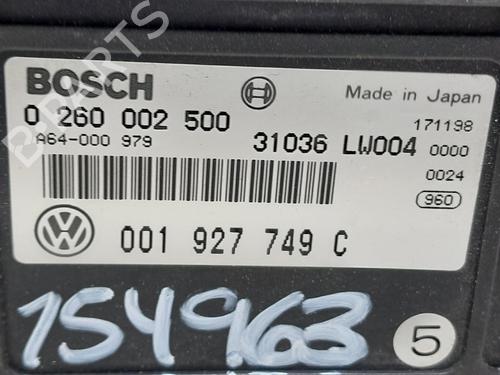 BOSCH
Made in Japan
0 260 002 500
171198
A64-000 979
31036 LW004 0000
0024
960
001 927 749 C
154963
5